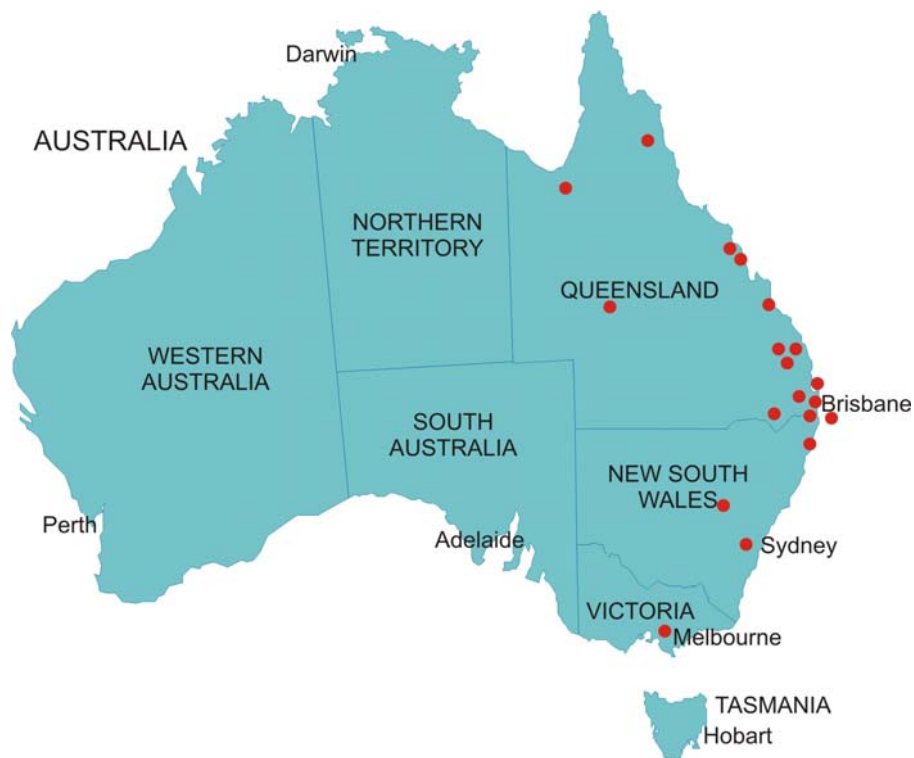 Darwin
AUSTRALIA
NORTHERN
TERRITORY
QUEENSLAND
WESTERN
AUSTRALIA
SOUTH
AUSTRALIA
Brisbane
NEW SOUTH
WALES
Perth
Adelaide
Sydney
VICTORIA
Melbourne
TASMANIA
Hobart